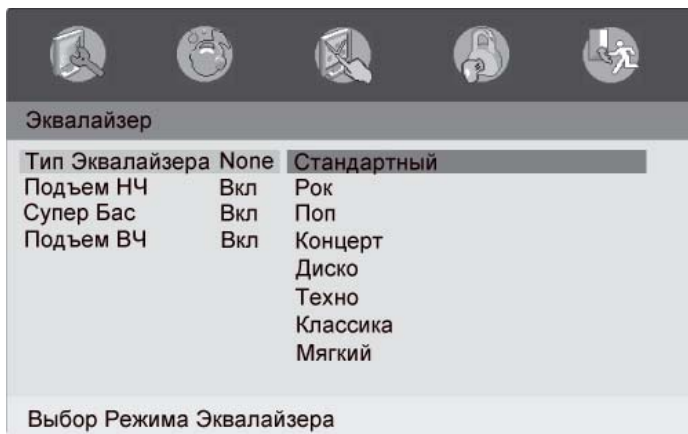 Эквалайзер
Тип Эквалайзера None Стандартный
Подъем НЧ Вкл Рок
Супер Бас Вкл Поп
Подъем ВЧ Вкл Концерт
Диско
Техно
Классика
Мягкий
Выбор Режима Эквалайзера